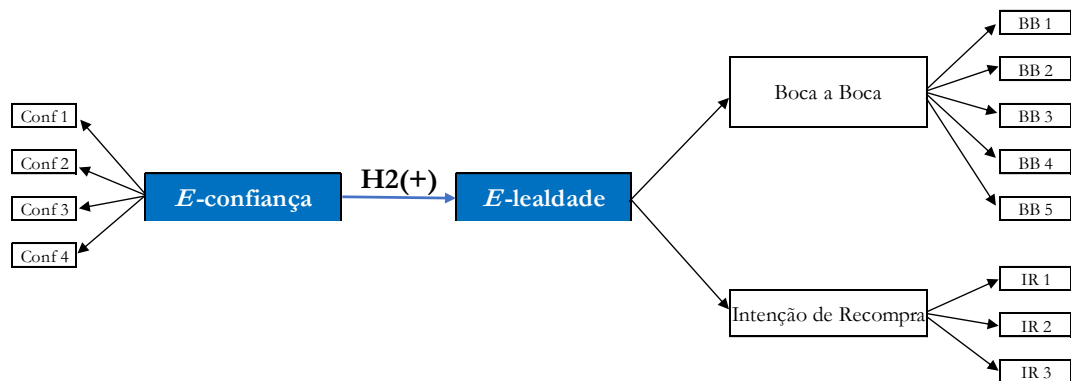 Conf 1
Conf 2
Conf 3
Conf 4
E-confiança
H2(+)
E-lealdade
Boca a Boca
Intenção de Recompra
BB 1
BB 2
BB 3
BB 4
BB 5
IR 1
IR 2
IR 3